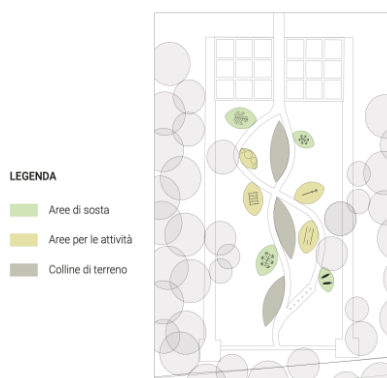 LEGENDA
Aree di sosta
Aree per le attività
Colline di terreno